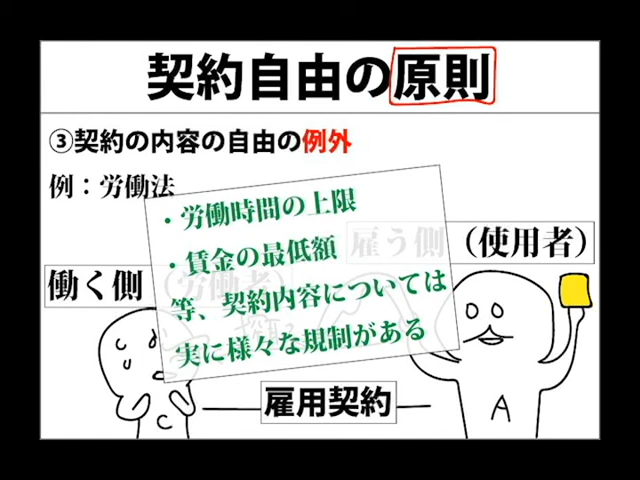 契約自由の原則
③契約の内容の自由の例外
例：労働法
・労働時間の上限
・賃金の最低額
等、契約内容については
実に様々な規制がある
雇う側（使用者）
働く側（労働者）
雇用契約
C
A